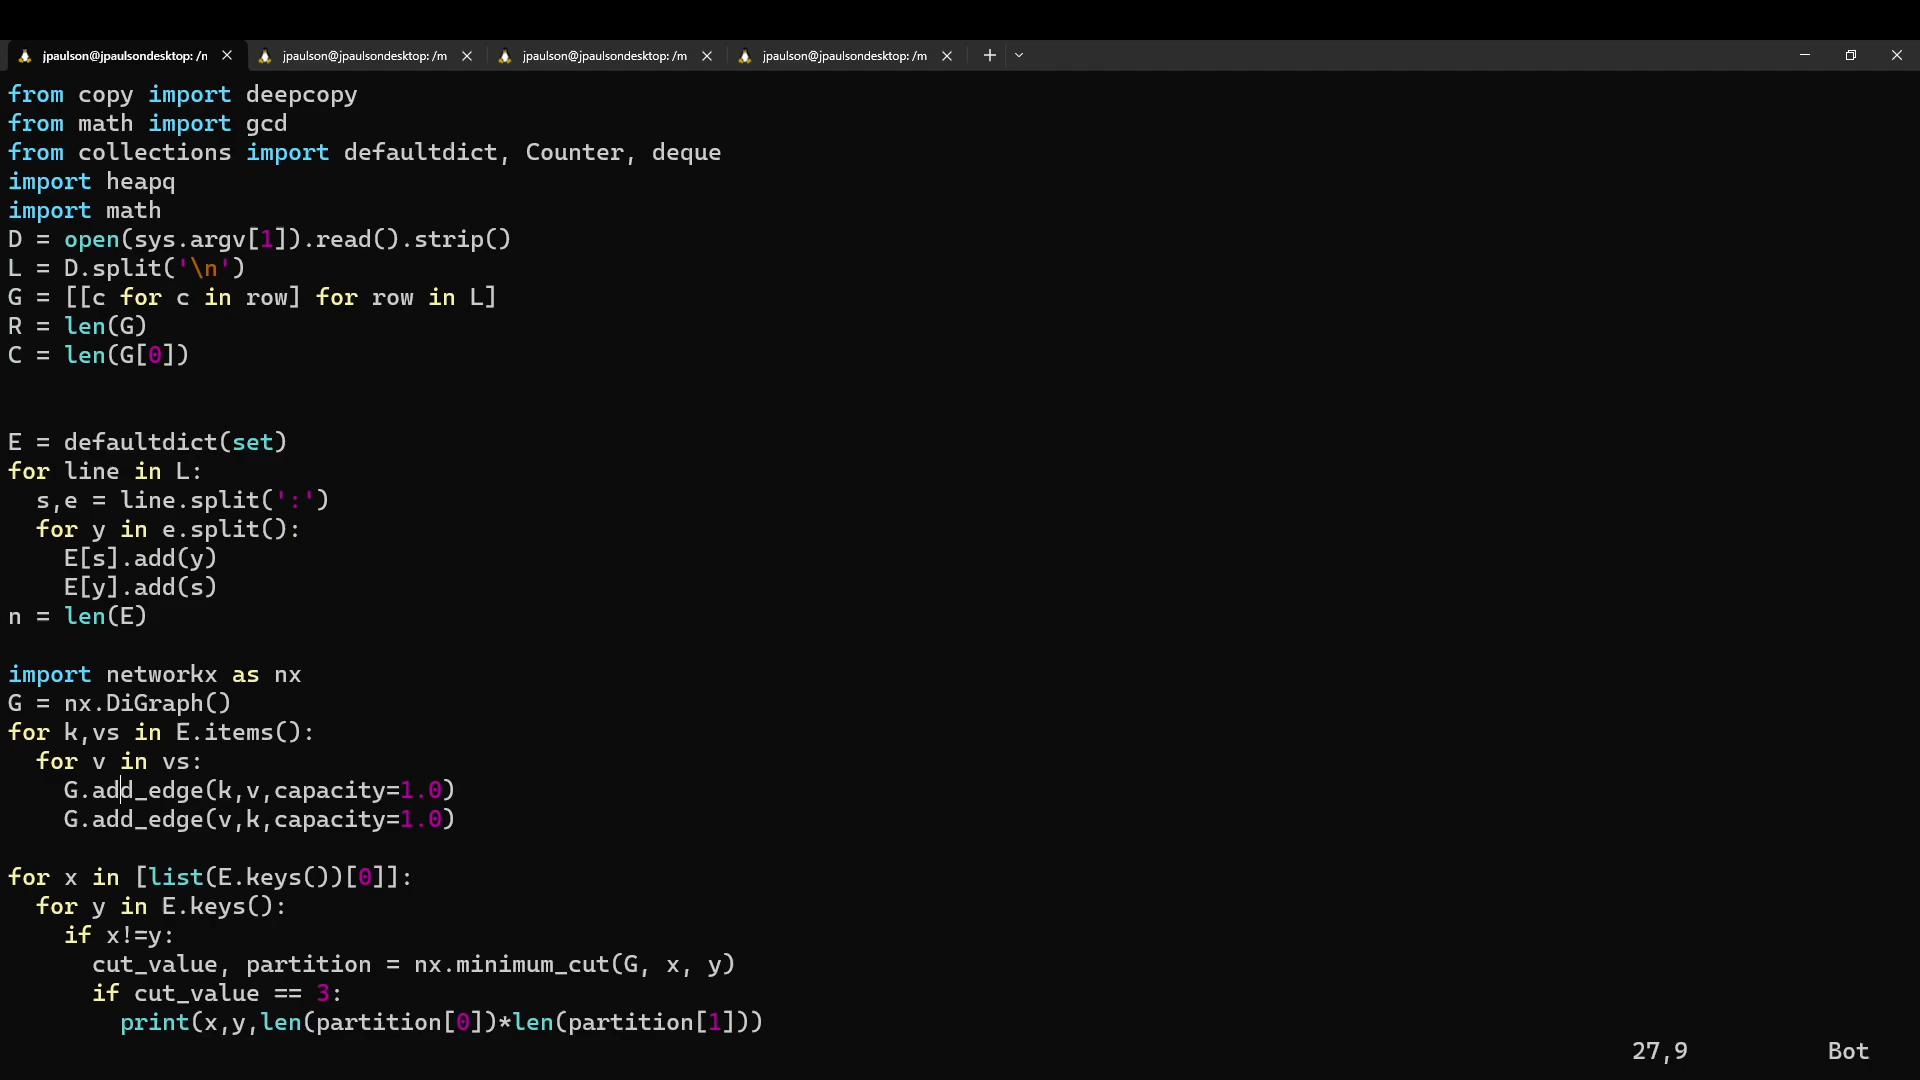 jpaulson@jpaulsondesktop: /n
jpaulson@jpaulsondesktop: /m
jpaulson@jpaulsondesktop: /m
jpaulson@jpaulsondesktop: /m
from copy import deepcopy
from math import gcd
from collections import defaultdict, Counter, deque
import heapq
import math
D = open(sys.argv[1]).read().strip()
L = D.split('\n')
G = [[c for c in row] for row in L]
R = len(G)
C = len(G[0])
E = defaultdict(set)
for line in L:
  s,e = line.split(':')
  for y in e.split():
    E[s].add(y)
    E[y].add(s)
n = len(E)
import networkx as nx
G = nx.DiGraph()
for k,vs in E.items():
  for v in vs:
    G.add_edge(k,v,capacity=1.0)
    G.add_edge(v,k,capacity=1.0)
for x in [list(E.keys())[0]]:
  for y in E.keys():
    if x!=y:
      cut_value, partition = nx.minimum_cut(G, x, y)
      if cut_value == 3:
        print(x,y,len(partition[0])*len(partition[1]))
27,9 Bot